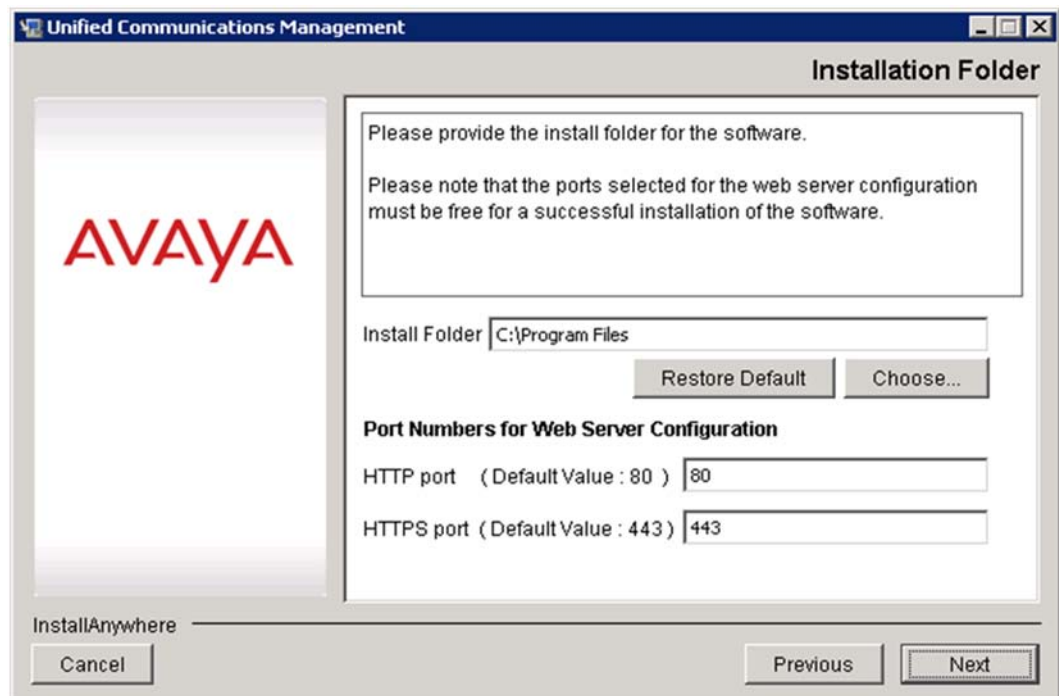 Unified Communications Management
Installation Folder
AVAYA
Please provide the install folder for the software.
Please note that the ports selected for the web server configuration
must be free for a successful installation of the software.
Install Folder C:\Program Files
Restore Default Choose...
Port Numbers for Web Server Configuration
HTTP port ( Default Value : 80 ) 80
HTTPS port ( Default Value : 443 ) 443
InstallAnywhere
Cancel Previous Next